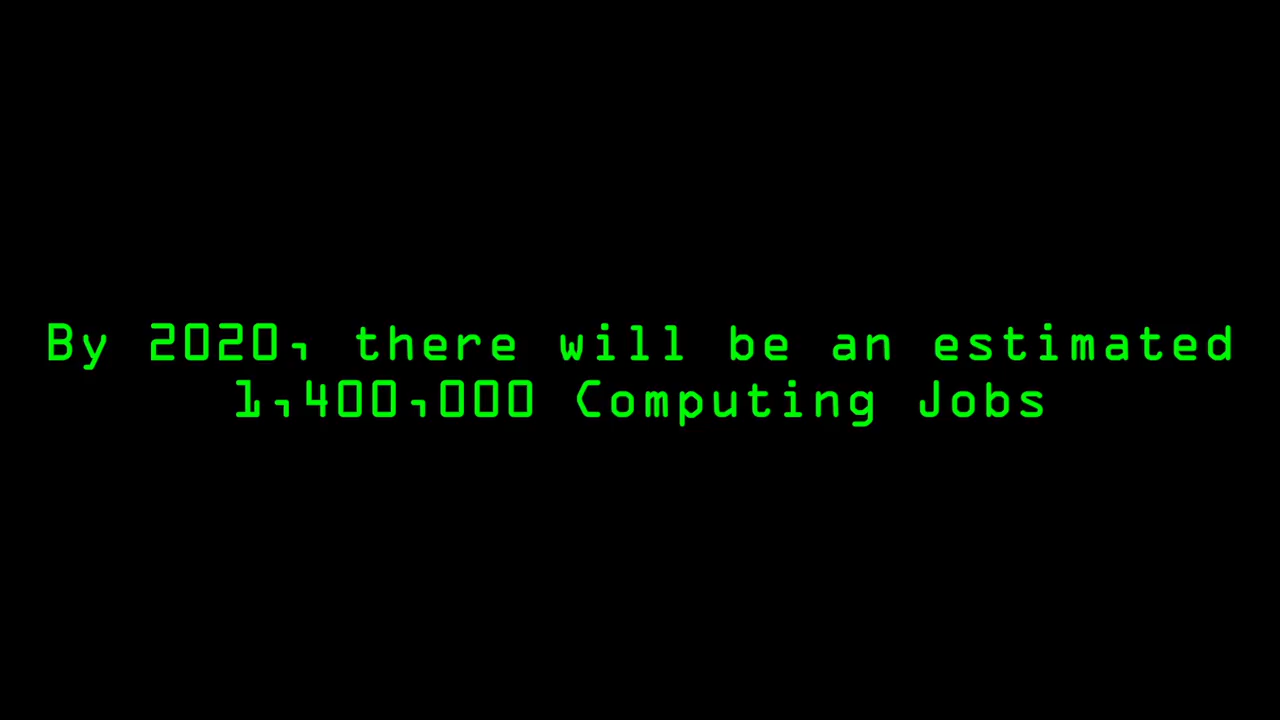 By 2020, there will be an estimated
1,400,000 Computing Jobs